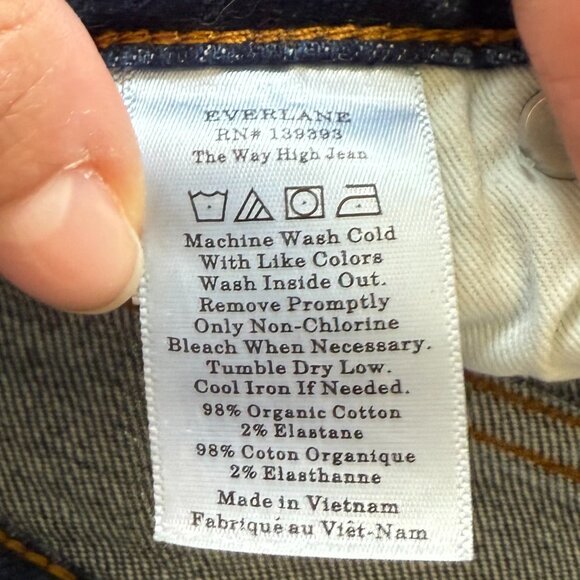 EVERLANE
RN# 139393
The Way High Jean
Machine Wash Cold
With Like Colors
Wash Inside Out.
Remove Promptly
Only Non-Chlorine
Bleach When Necessary.
Tumble Dry Low.
Cool Iron If Needed.
98% Organic Cotton
2% Elastane
98% Coton Organique
2% Elasthanne
Made in Vietnam
Fabriqué au Viêt-Nam